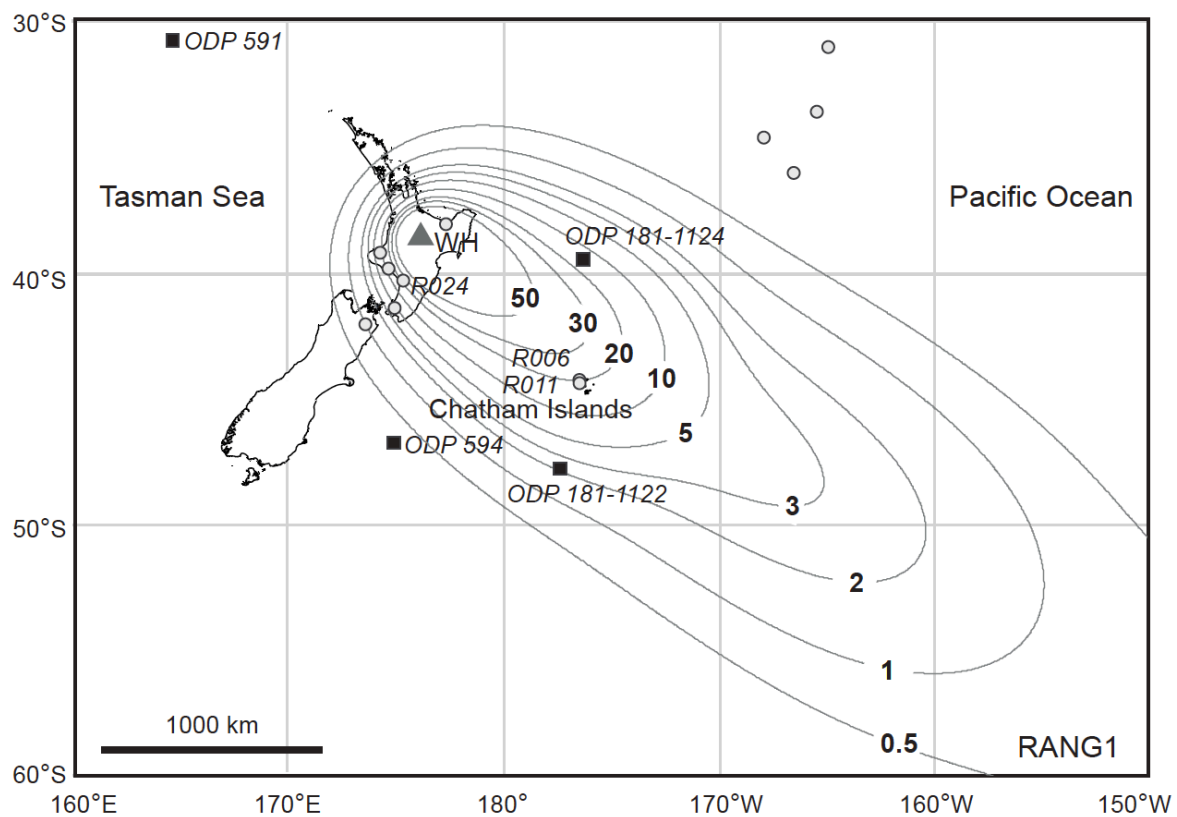 30°S
ODP 591
Tasman Sea
Pacific Ocean
WH
ODP 181-1124
40°S
R024
50
30
R006
20
R011
10
Chatham Islands
5
ODP 594
ODP 181-1122
3
50°S
2
1
1000 km
0.5
RANG1
60°S
160°E
170°E
180°
170°W
160°W
150°W